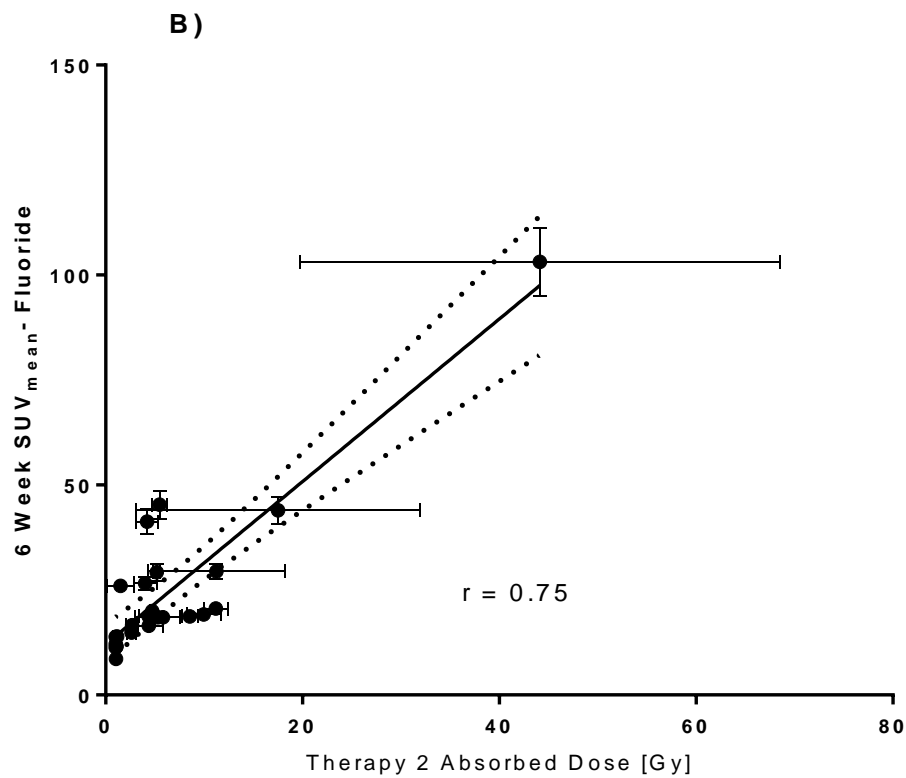 B)
150
100
50
0
0 20 40 60 80
6 Week SUVmean- Fluoride
r = 0.75
Therapy 2 Absorbed Dose [Gy]